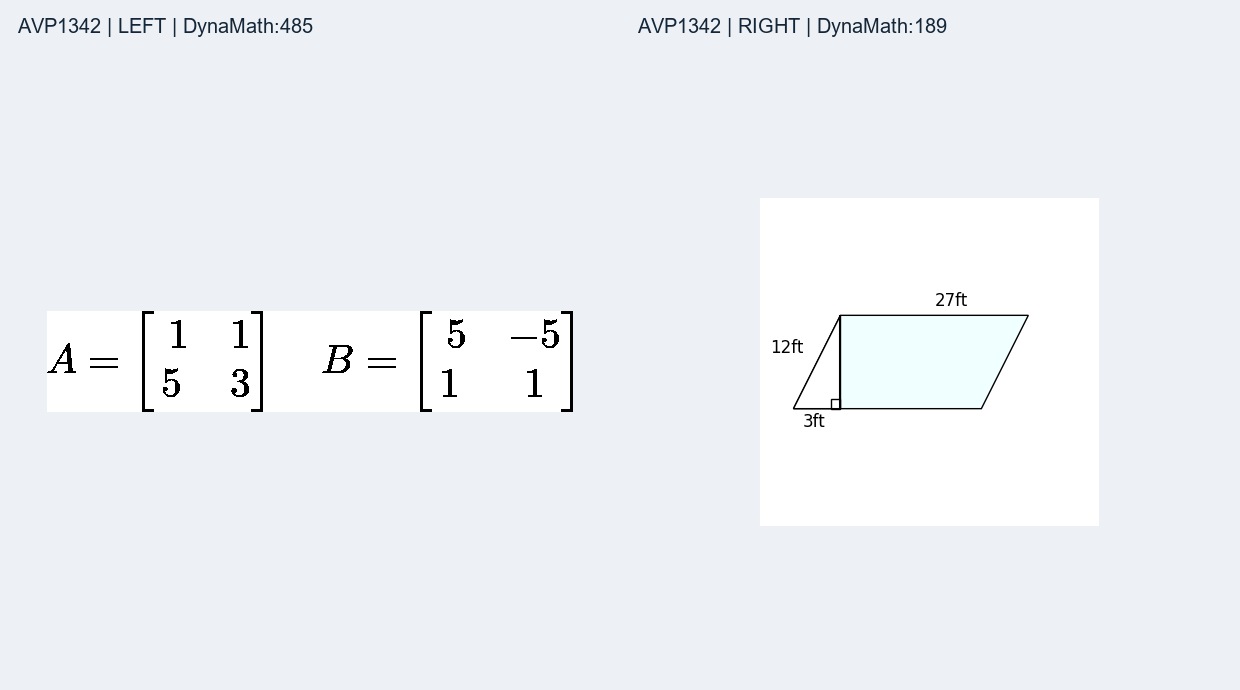 AVP1342 | LEFT | DynaMath:485
A = [1 1
5 3] B = [5 −5
1 1]
AVP1342 | RIGHT | DynaMath:189
27ft
12ft
3ft